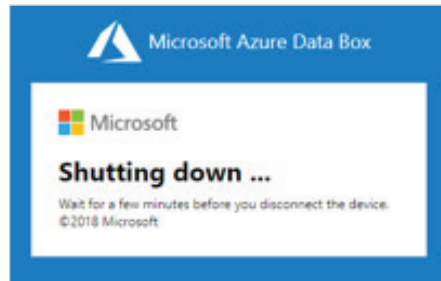 Microsoft Azure Data Box
Microsoft
Shutting down ...
Wait for a few minutes before you disconnect the device.
©2018 Microsoft